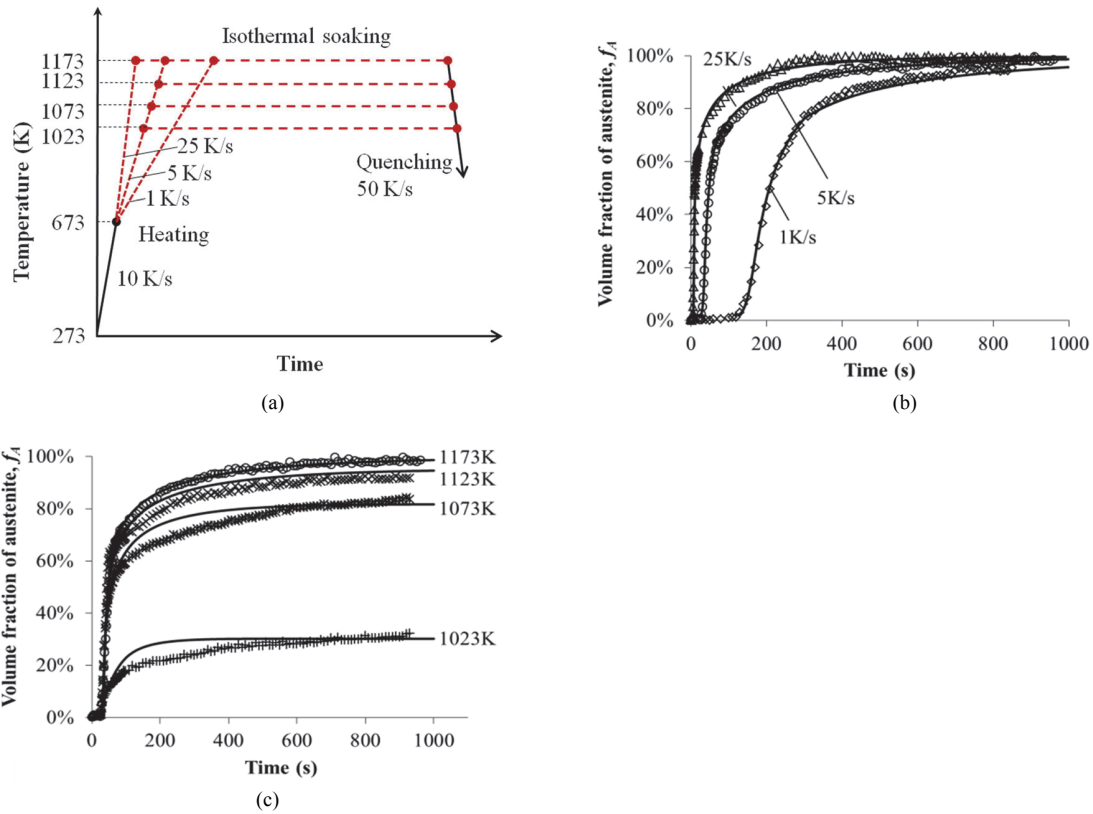 Isothermal soaking
1173
1123
1073
1023
673
273
Temperature (K)
25 K/s
5 K/s
1 K/s
Heating
10 K/s
Quenching
50 K/s
Time
(a)
100%
80%
60%
40%
20%
0%
Volume fraction of austenite, fA
25K/s
5K/s
1K/s
0 200 400 600 800 1000
Time (s)
(b)
100%
80%
60%
40%
20%
0%
Volume fraction of austenite, fA
1173K
1123K
1073K
1023K
0 200 400 600 800 1000
Time (s)
(c)